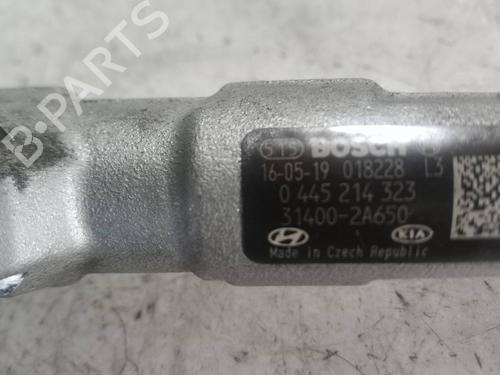 B-PARTS
BOSCH
16-05-19 018228 L3
0 445 214 323
31400-2A650
KIA
Made in Czech Republic